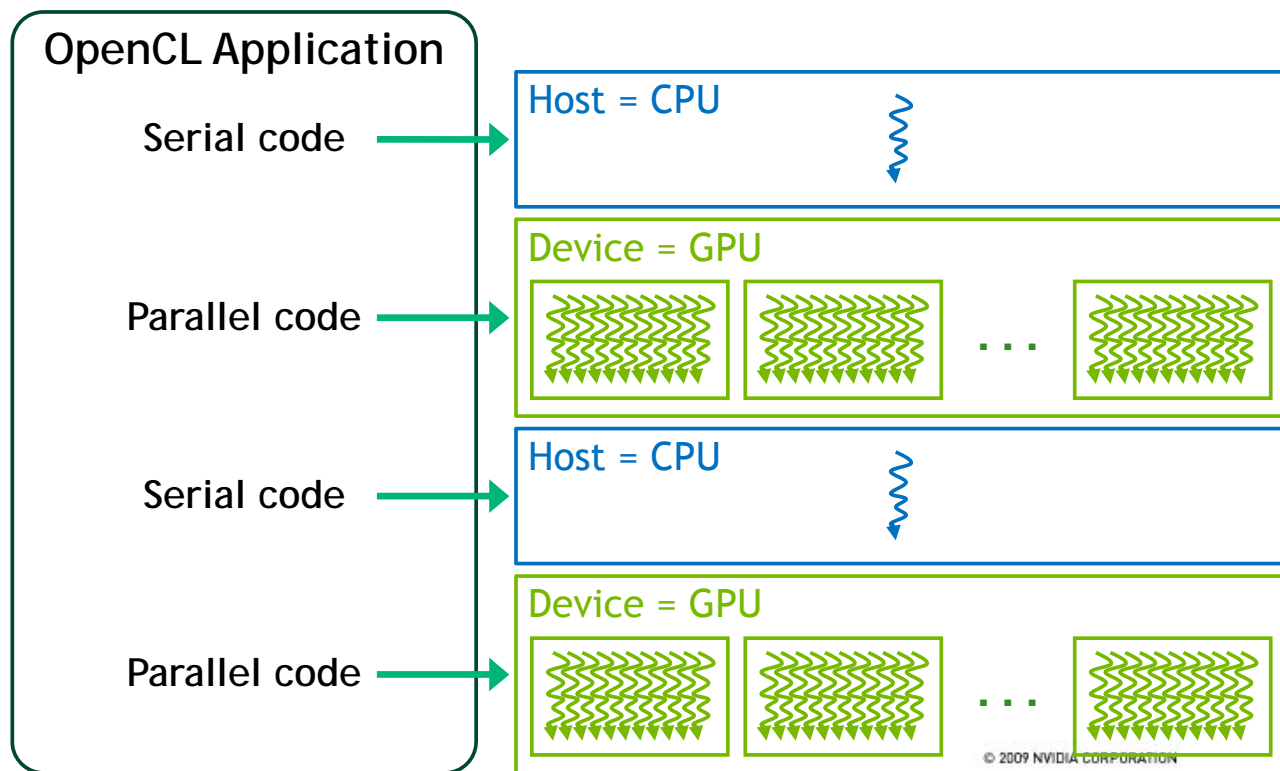 OpenCL Application
Host = CPU
Serial code
Device = GPU
Parallel code
. . .
Host = CPU
Serial code
Device = GPU
Parallel code
. . .
© 2009 NVIDIA CORPORATION